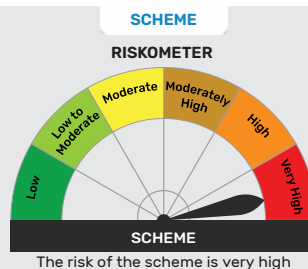 SCHEME
RISKOMETER
Low
Low to
Moderate
Moderate
Moderately
High
High
Very High
SCHEME
The risk of the scheme is very high